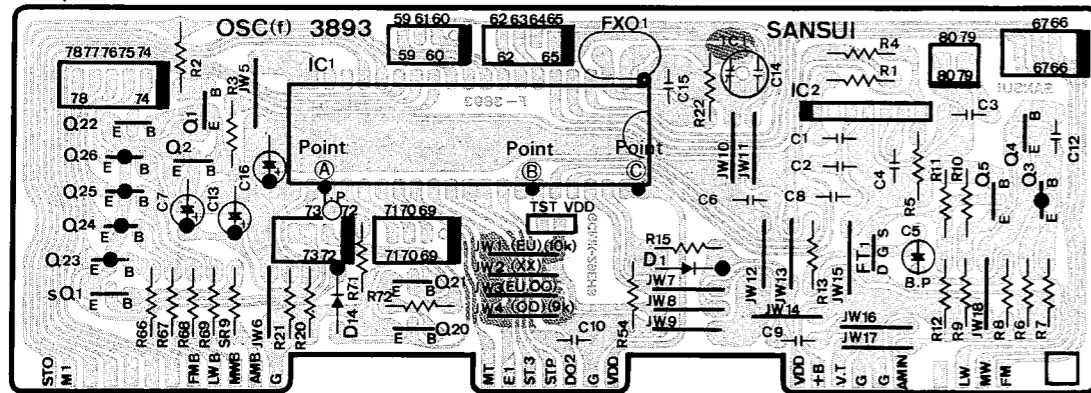 OSC(f) 3893
59 61 60
62 63 64 65
FX01
SANSUI
67 66
78 77 76 75 74
R2
R3
JW5
IC1
59 60
62 65
TC1
C14
C15
R22
R4
R1
80 79
80 79
67 66
SANSUI
78 74
F-3893
IC2
C3
Q22 E B
Q1 B E
Q26 E B
Q2 E B
Q25 E B
Q24 E B
Q23 E B
sQ1 E B
C7
C13
C16
Point A
Point B
Point C
P
JW10
JW11
C1
C2
C8
C6
C4
R5
R11
R10
Q5 B E
Q4 B E
Q3 B E
C12
73 72
73 72
71 70 69
71 70 69
TST VDD
JW1 (EU) (10k)
JW2 (XX)
JW3 (EU,OO)
JW4 (OO) (9k)
R71
R72
D14
Q21 E B
Q20 E B
R15
D1
JW7
JW8
JW9
R54
C10
JW12
JW13
R13
JW15
FT1
D G S
C5
B.P
JW14
C9
JW16
JW17
R12
R9
JW18
R8
R6
R7
R66
R67
R68
R69
SR9
JW6
R21
R20
STO
M1
FMB
LWB
MWB
AMB
G
MT
E1
ST.3
STP
DO2
G
VDD
VDD
+B
V.T
G
G
AMIN
LW
MW
FM